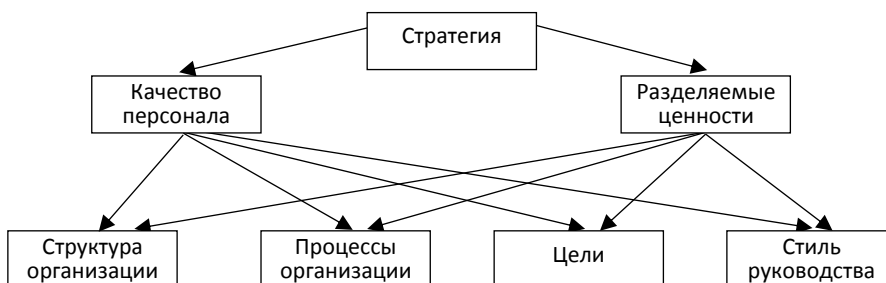 Стратегия
Качество
персонала
Разделяемые
ценности
Структура
организации
Процессы
организации
Цели
Стиль
руководства